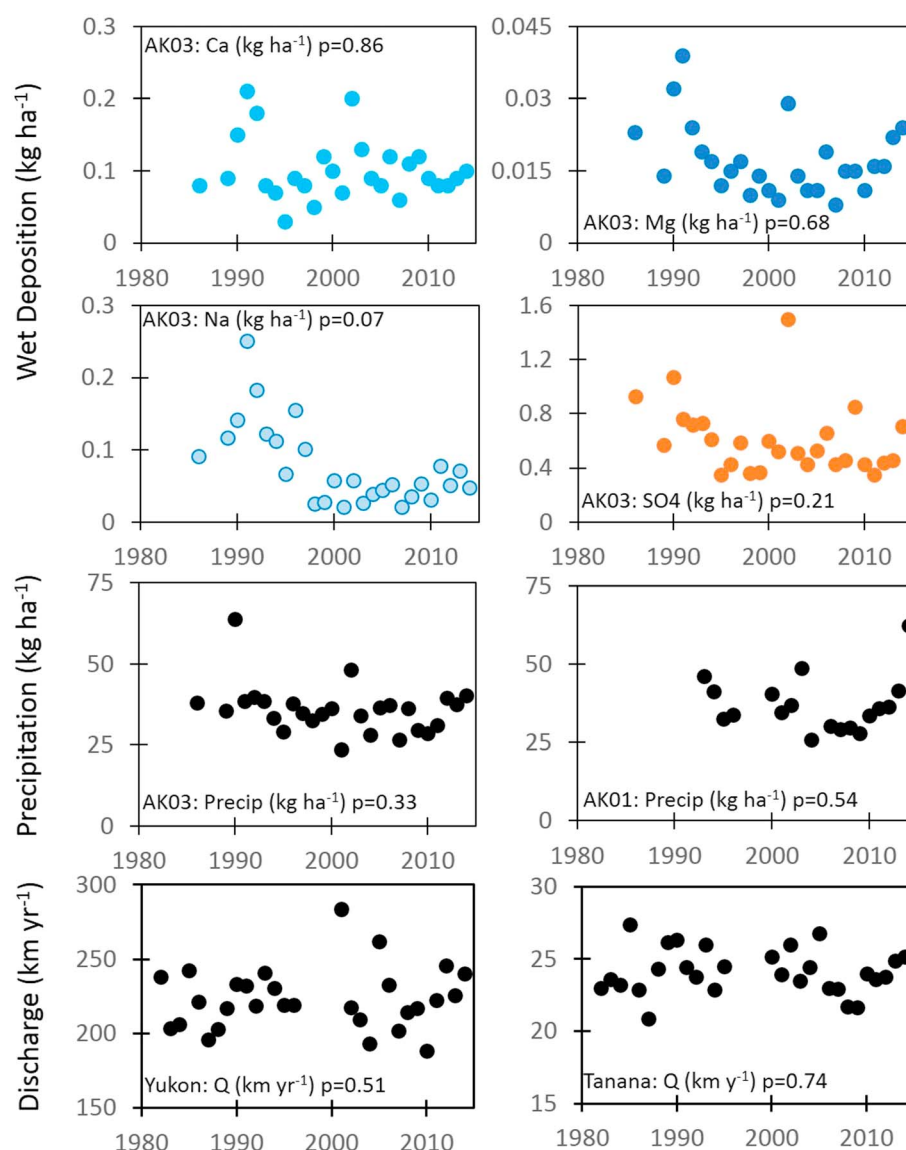 Wet Deposition (kg ha⁻¹)
0.3
0.2
0.1
0
AK03: Ca (kg ha⁻¹) p=0.86
1980 1990 2000 2010
0.045
0.03
0.015
0
AK03: Mg (kg ha⁻¹) p=0.68
1980 1990 2000 2010
0.3
0.2
0.1
0
AK03: Na (kg ha⁻¹) p=0.07
1980 1990 2000 2010
1.6
1.2
0.8
0.4
0
AK03: SO4 (kg ha⁻¹) p=0.21
1980 1990 2000 2010
Precipitation (kg ha⁻¹)
75
50
25
0
AK03: Precip (kg ha⁻¹) p=0.33
1980 1990 2000 2010
75
50
25
0
AK01: Precip (kg ha⁻¹) p=0.54
1980 1990 2000 2010
Discharge (km yr⁻¹)
300
250
200
150
Yukon: Q (km yr⁻¹) p=0.51
1980 1990 2000 2010
30
25
24
15
Tanana: Q (km y⁻¹) p=0.74
1980 1990 2000 2010